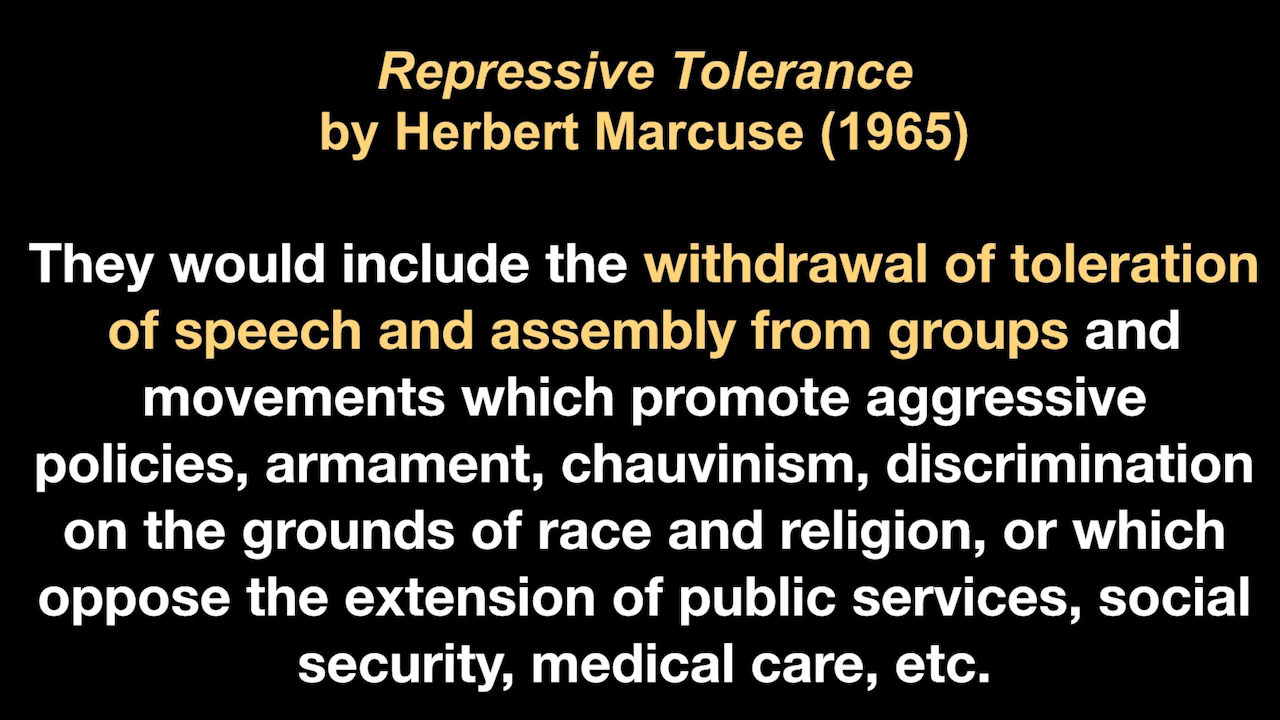 Repressive Tolerance
by Herbert Marcuse (1965)
They would include the withdrawal of toleration
of speech and assembly from groups and
movements which promote aggressive
policies, armament, chauvinism, discrimination
on the grounds of race and religion, or which
oppose the extension of public services, social
security, medical care, etc.